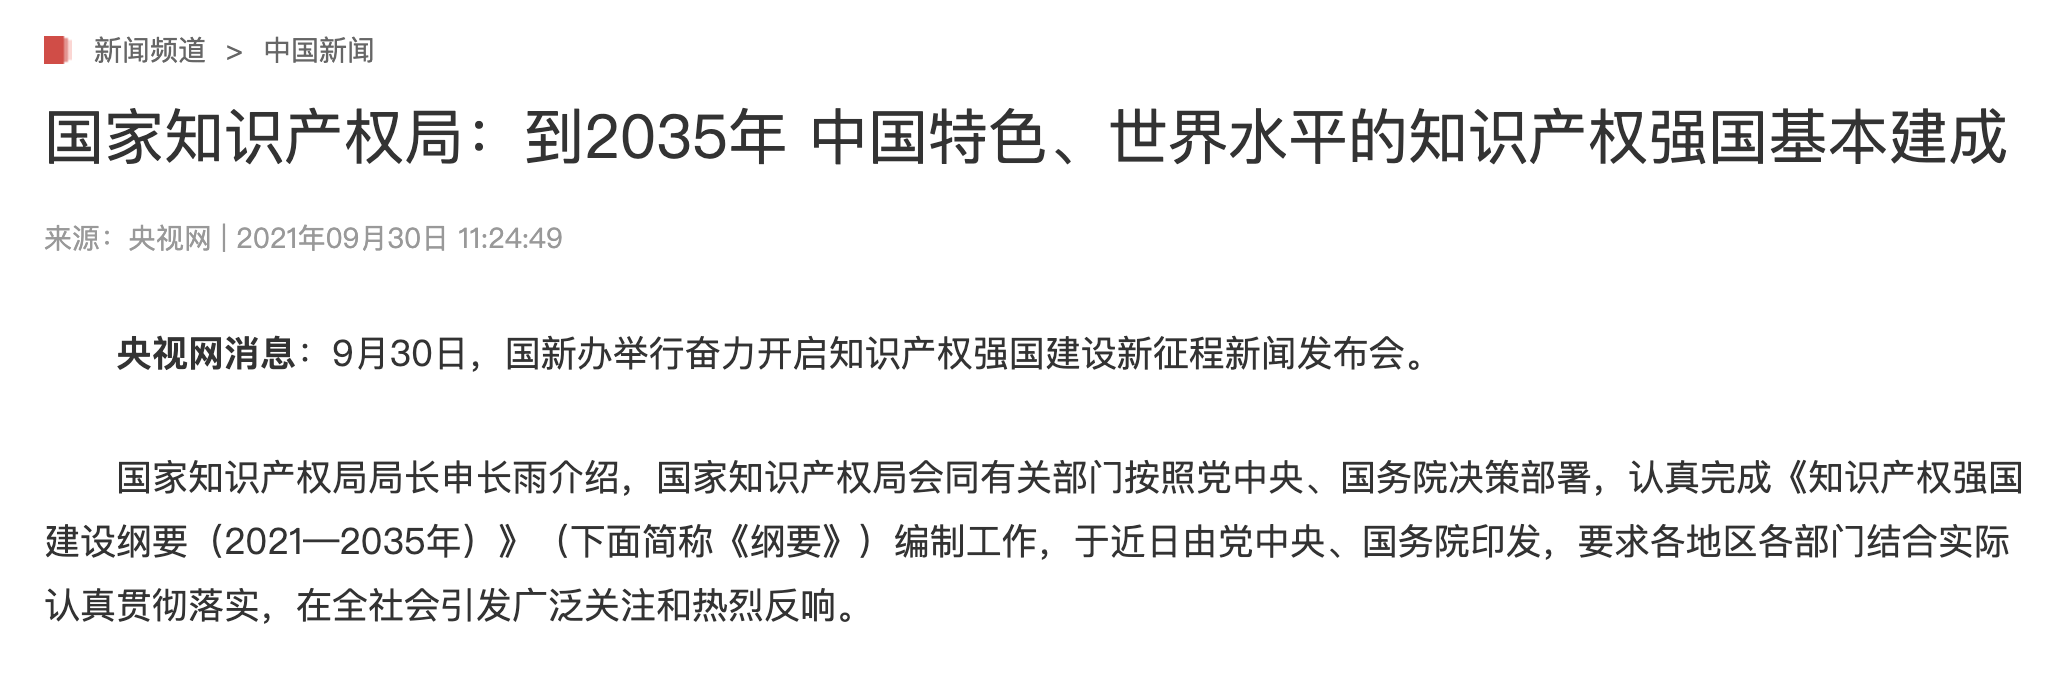 新闻频道 > 中国新闻
国家知识产权局：到2035年 中国特色、世界水平的知识产权强国基本建成
来源：央视网 | 2021年09月30日 11:24:49
央视网消息：9月30日，国新办举行奋力开启知识产权强国建设新征程新闻发布会。
国家知识产权局局长申长雨介绍，国家知识产权局会同有关部门按照党中央、国务院决策部署，认真完成《知识产权强国
建设纲要（2021—2035年）》（下面简称《纲要》）编制工作，于近日由党中央、国务院印发，要求各地区各部门结合实际
认真贯彻落实，在全社会引发广泛关注和热烈反响。